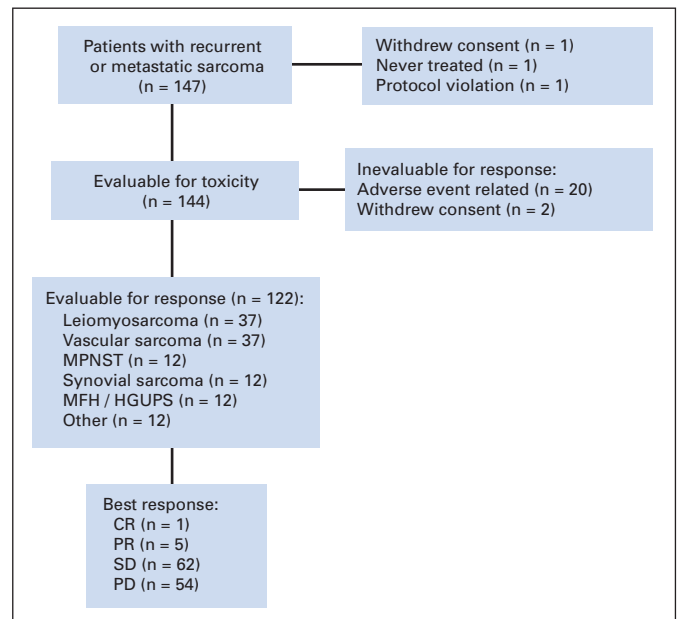 Patients with recurrent
or metastatic sarcoma
(n = 147)
Withdrew consent (n = 1)
Never treated (n = 1)
Protocol violation (n = 1)
Evaluable for toxicity
(n = 144)
Inevaluable for response:
Adverse event related (n = 20)
Withdrew consent (n = 2)
Evaluable for response (n = 122):
Leiomyosarcoma (n = 37)
Vascular sarcoma (n = 37)
MPNST (n = 12)
Synovial sarcoma (n = 12)
MFH / HGUPS (n = 12)
Other (n = 12)
Best response:
CR (n = 1)
PR (n = 5)
SD (n = 62)
PD (n = 54)